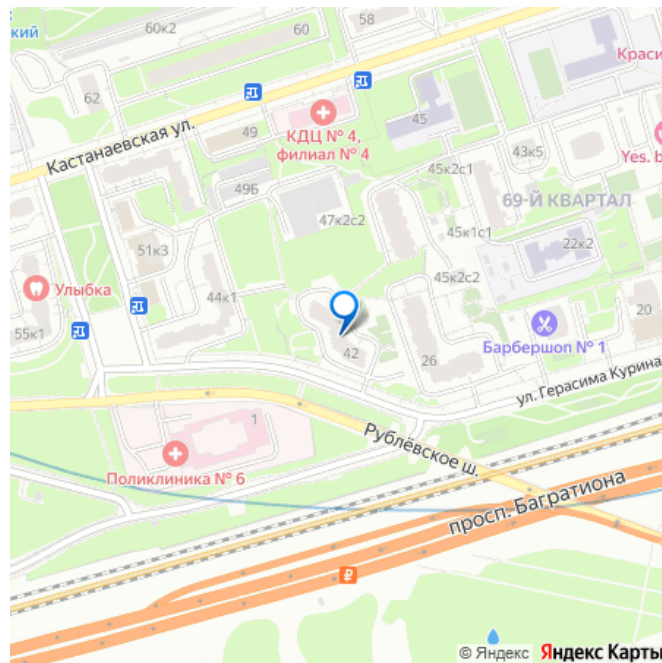 58
кий
60к2
60
Краси
62
Кастанаевская ул.
49
КДЦ № 4,
филиал № 4
45
43к5
Yes. b
45к2с1
49Б
69-Й КВАРТАЛ
47к2с2
45к1с1
22к2
51к3
45к2с2
Улыбка
44к1
55к1
20
42
26
Барбершоп № 1
ул. Герасима Курина
1
Рублёвское ш.
Поликлиника № 6
просп. Багратиона
₽
© Яндекс Яндекс Карты